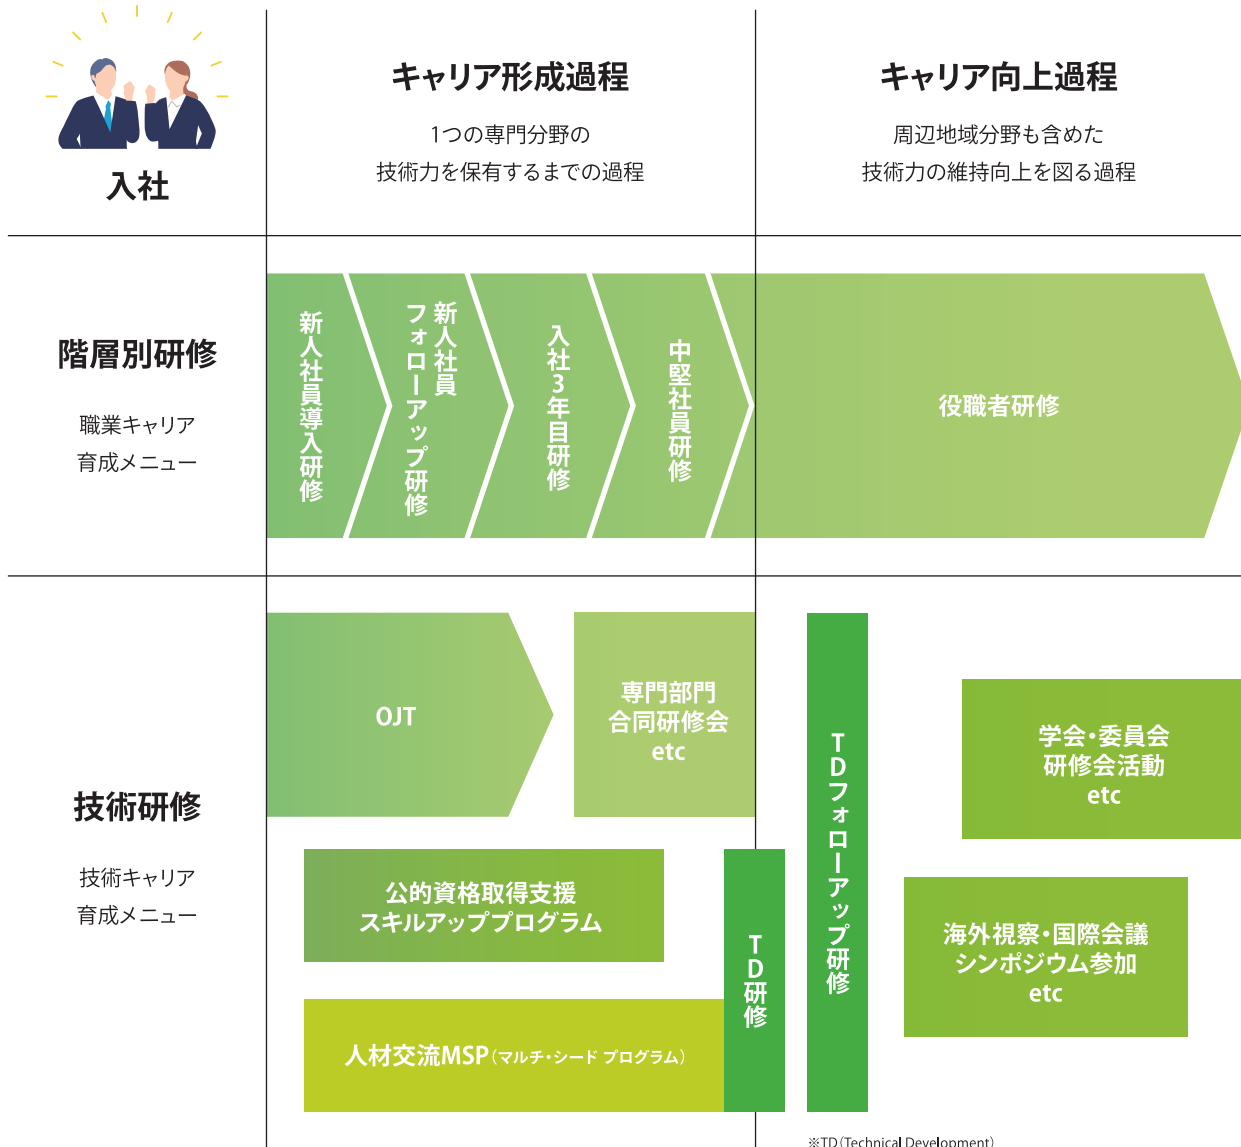 入社
キャリア形成過程
1つの専門分野の
技術力を保有するまでの過程
キャリア向上過程
周辺地域分野も含めた
技術力の維持向上を図る過程
階層別研修
職業キャリア
育成メニュー
新人社員導入研修
新人社員
フォローアップ研修
入社3年目研修
中堅社員研修
役職者研修
技術研修
技術キャリア
育成メニュー
OJT
専門部門
合同研修会
etc
公的資格取得支援
スキルアッププログラム
人材交流MSP(マルチ・シード プログラム)
TD研修
TDフォローアップ研修
学会・委員会
研修会活動
etc
海外視察・国際会議
シンポジウム参加
etc
※TD(Technical Development)